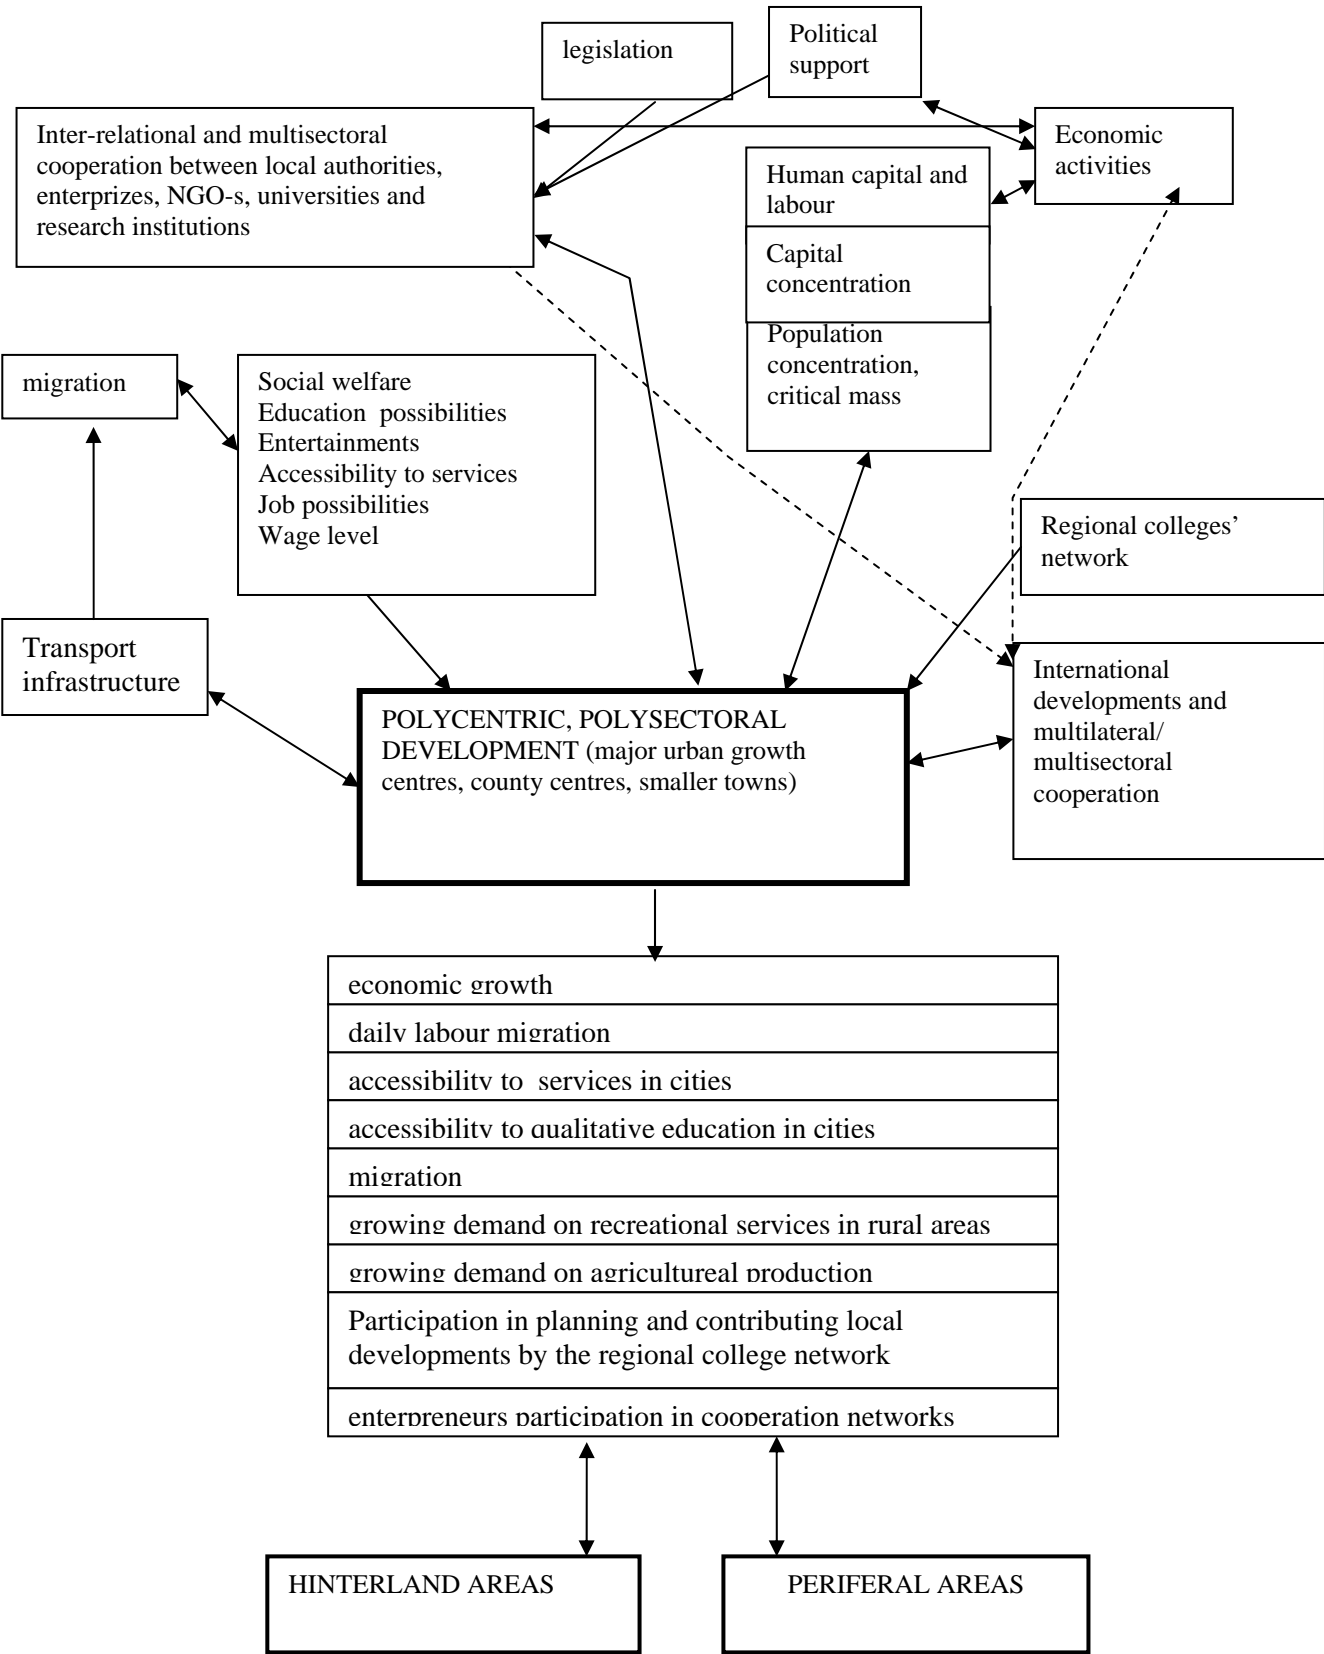 legislation
Political
support
Inter-relational and multisectoral
cooperation between local authorities,
enterprizes, NGO-s, universities and
research institutions
Economic
activities
Human capital and
labour
Capital
concentration
Population
concentration,
critical mass
migration
Social welfare
Education possibilities
Entertainments
Accessibility to services
Job possibilities
Wage level
Regional colleges’
network
Transport
infrastructure
International
developments and
multilateral/
multisectoral
cooperation
POLYCENTRIC, POLYSECTORAL
DEVELOPMENT (major urban growth
centres, county centres, smaller towns)
economic growth
daily labour migration
accessibility to services in cities
accessibility to qualitative education in cities
migration
growing demand on recreational services in rural areas
growing demand on agricultureal production
Participation in planning and contributing local
developments by the regional college network
enterpreneurs participation in cooperation networks
HINTERLAND AREAS
PERIFERAL AREAS